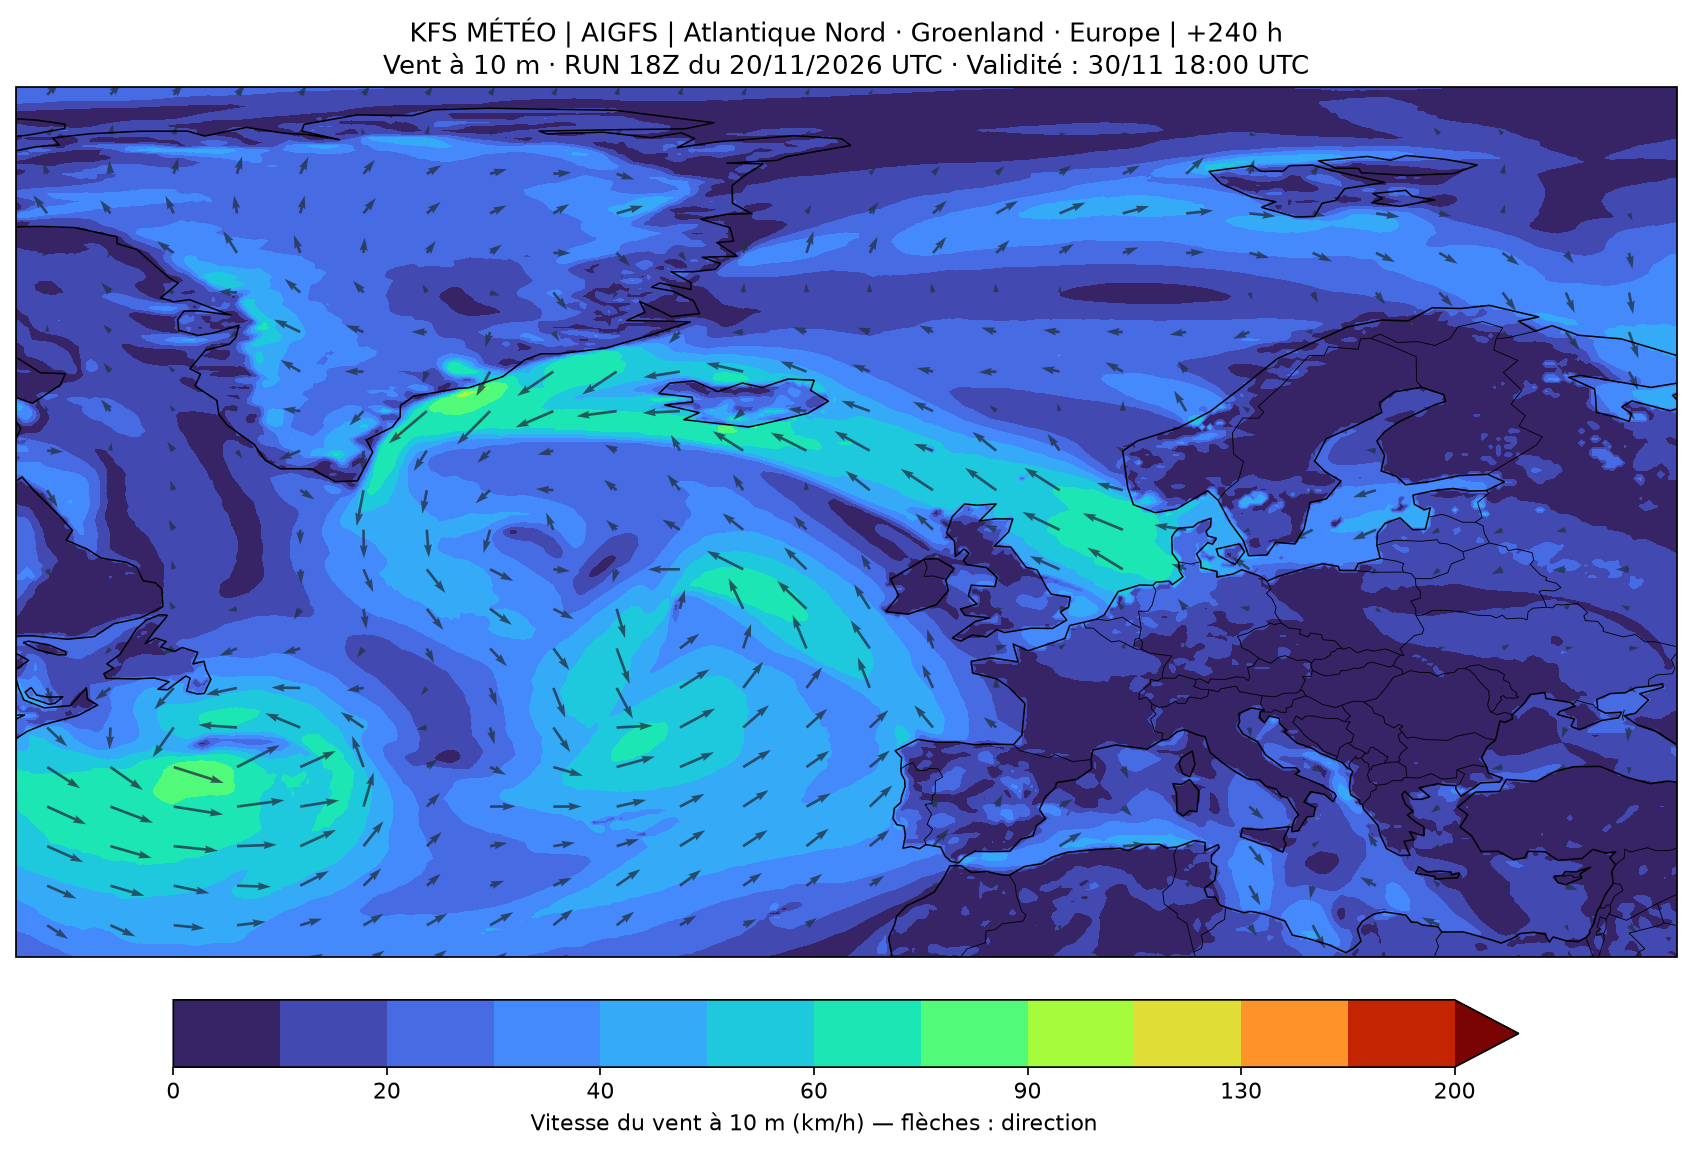 KFS MÉTÉO | AIGFS | Atlantique Nord · Groenland · Europe | +240 h
Vent à 10 m · RUN 18Z du 20/11/2026 UTC · Validité : 30/11 18:00 UTC
0 20 40 60 90 130 200
Vitesse du vent à 10 m (km/h) — flèches : direction